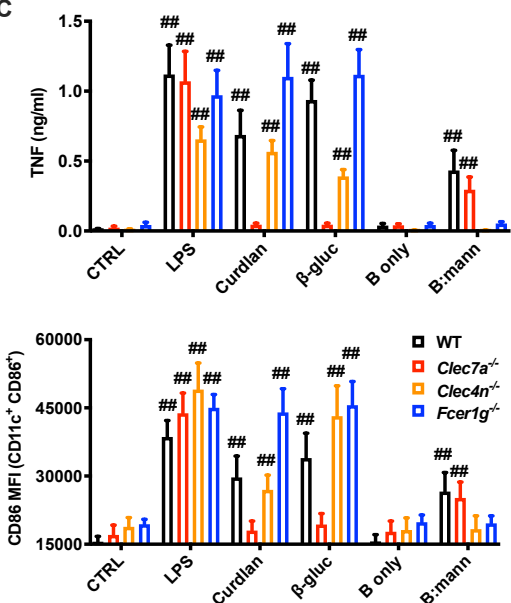 C
TNF (ng/ml)
1.5
1.0
0.5
0.0
## ## ## ##
## ## ##
## ## ##
## ##
CTRL
LPS
Curdlan
β-gluc
B only
B:mann
CD86 MFI (CD11c+ CD86+)
60000
45000
30000
15000
## ## ## ##
## ## ##
## ## ##
## ##
WT
Clec7a-/-
Clec4n-/-
Fcer1g-/-
CTRL
LPS
Curdlan
β-gluc
B only
B:mann